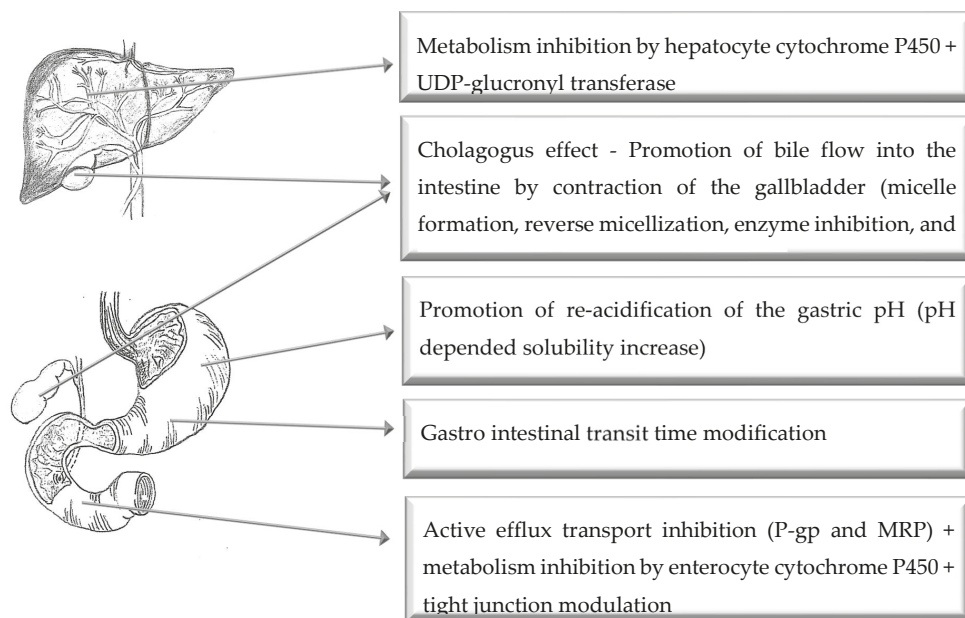 Metabolism inhibition by hepatocyte cytochrome P450 +
UDP-glucronyl transferase
Cholagogus effect - Promotion of bile flow into the
intestine by contraction of the gallbladder (micelle
formation, reverse micellization, enzyme inhibition, and
Promotion of re-acidification of the gastric pH (pH
depended solubility increase)
Gastro intestinal transit time modification
Active efflux transport inhibition (P-gp and MRP) +
metabolism inhibition by enterocyte cytochrome P450 +
tight junction modulation